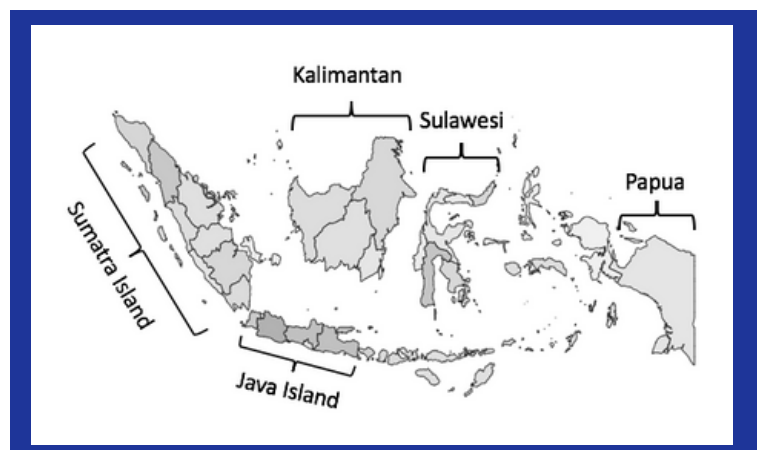 Kalimantan
Sulawesi
Papua
Sumatra Island
Java Island